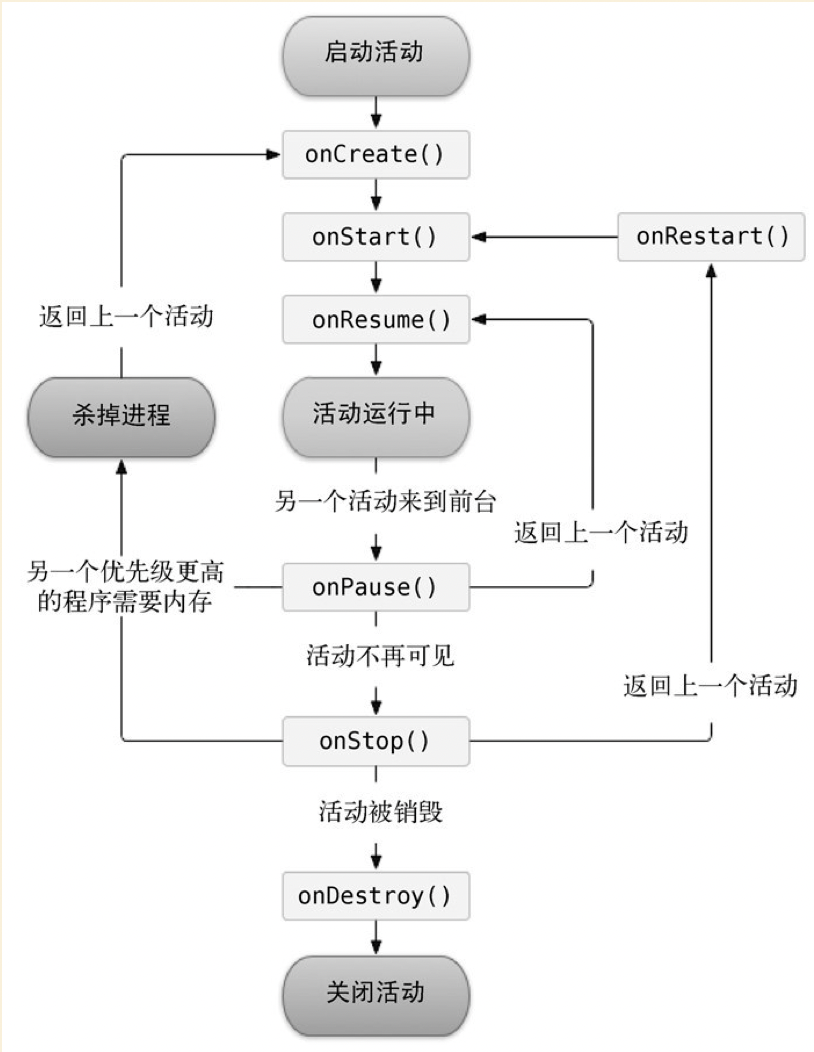 启动活动
onCreate()
onStart()
onRestart()
返回上一个活动
onResume()
杀掉进程
活动运行中
另一个活动来到前台
返回上一个活动
另一个优先级更高
的程序需要内存
onPause()
活动不再可见
返回上一个活动
onStop()
活动被销毁
onDestroy()
关闭活动